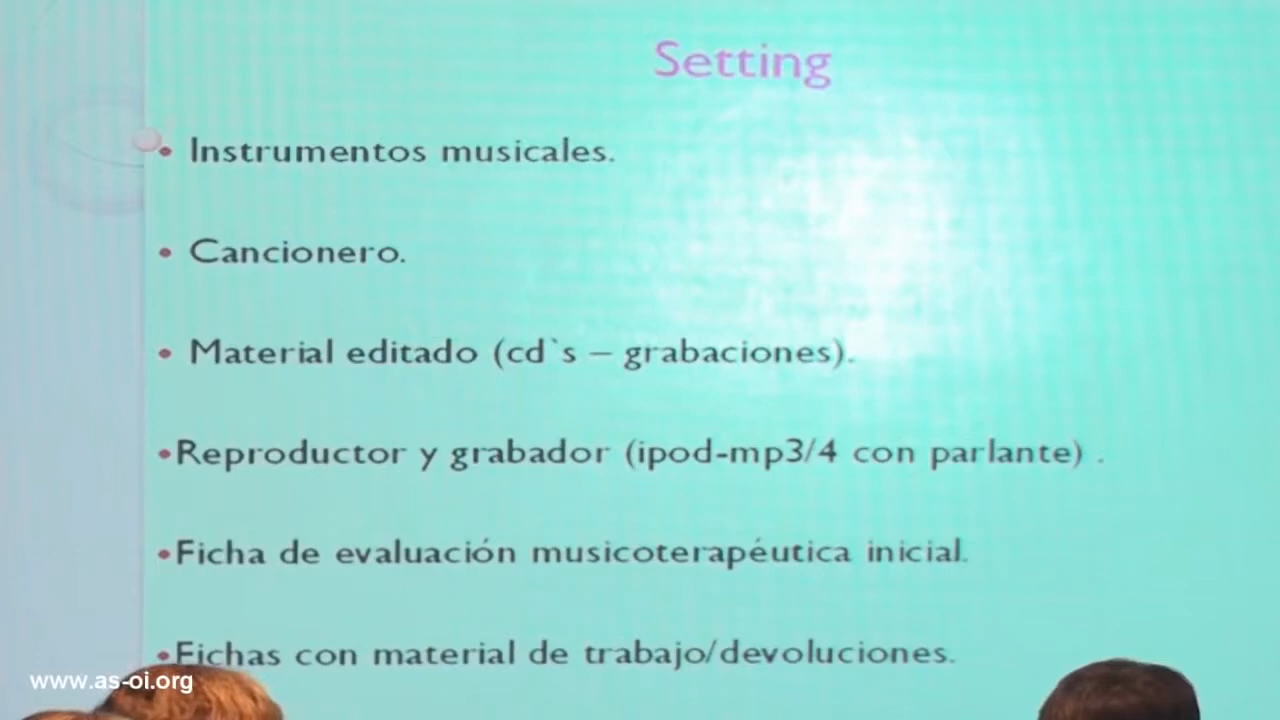 Setting
• Instrumentos musicales.
• Cancionero.
• Material editado (cd`s – grabaciones).
•Reproductor y grabador (ipod-mp3/4 con parlante) .
•Ficha de evaluación musicoterapéutica inicial.
•Fichas con material de trabajo/devoluciones.
www.as-oi.org